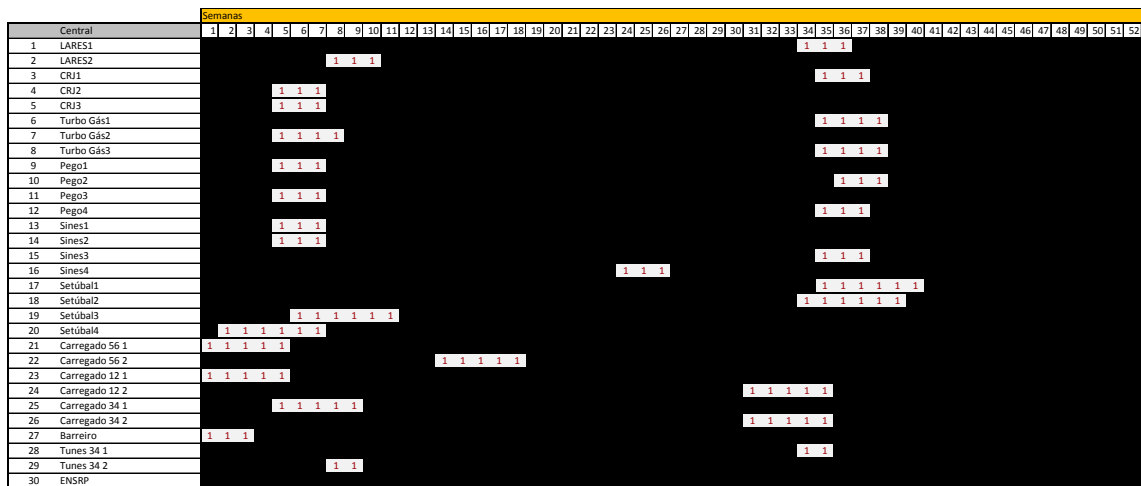 Semanas
Central 1 2 3 4 5 6 7 8 9 10 11 12 13 14 15 16 17 18 19 20 21 22 23 24 25 26 27 28 29 30 31 32 33 34 35 36 37 38 39 40 41 42 43 44 45 46 47 48 49 50 51 52
1 LARES1 1 1 1
2 LARES2 1 1 1
3 CRJ1 1 1 1
4 CRJ2 1 1 1
5 CRJ3 1 1 1
6 Turbo Gás1 1 1 1 1
7 Turbo Gás2 1 1 1 1
8 Turbo Gás3 1 1 1 1
9 Pego1 1 1 1
10 Pego2 1 1 1
11 Pego3 1 1 1
12 Pego4 1 1 1
13 Sines1 1 1 1
14 Sines2 1 1 1
15 Sines3 1 1 1
16 Sines4 1 1 1
17 Setúbal1 1 1 1 1 1 1
18 Setúbal2 1 1 1 1 1 1
19 Setúbal3 1 1 1 1 1 1
20 Setúbal4 1 1 1 1 1 1
21 Carregado 56 1 1 1 1 1 1
22 Carregado 56 2 1 1 1 1 1
23 Carregado 12 1 1 1 1 1 1
24 Carregado 12 2 1 1 1 1 1
25 Carregado 34 1 1 1 1 1 1
26 Carregado 34 2 1 1 1 1 1
27 Barreiro 1 1 1
28 Tunes 34 1 1 1
29 Tunes 34 2 1 1
30 ENSRP